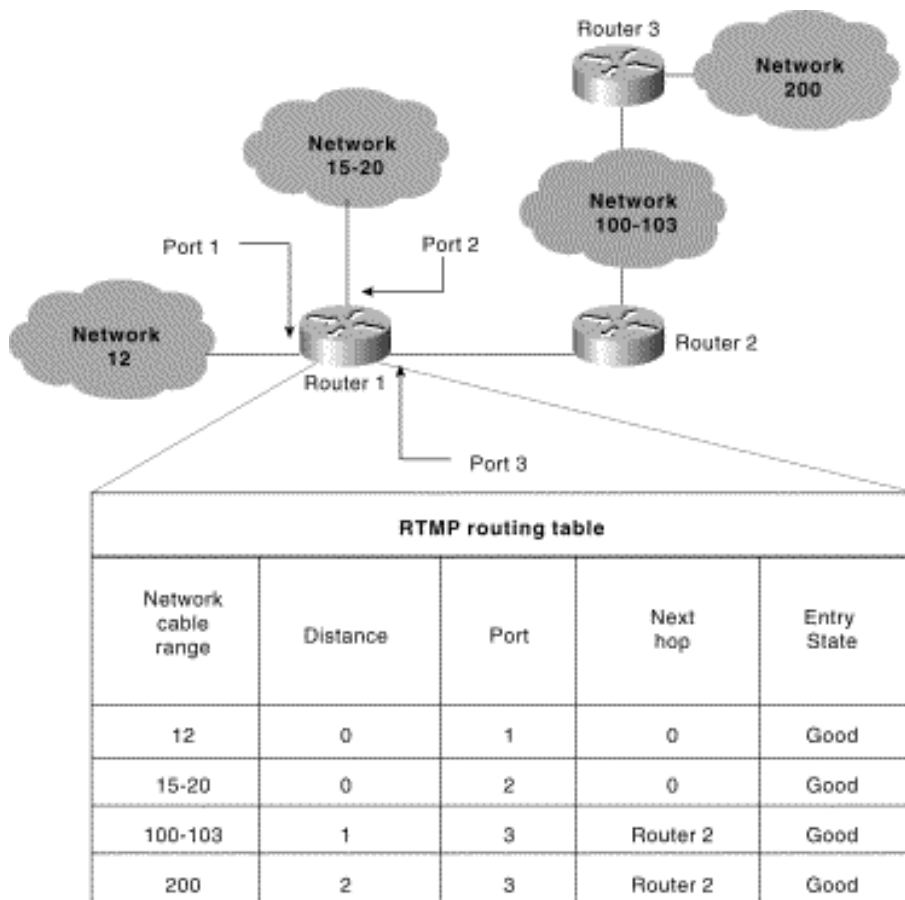 Router 3
Network
200
Network
15-20
Network
100-103
Port 1
Port 2
Network
12
Router 1
Router 2
Port 3
RTMP routing table
Network
cable
range
Distance
Port
Next
hop
Entry
State
12 0 1 0 Good
15-20 0 2 0 Good
100-103 1 3 Router 2 Good
200 2 3 Router 2 Good